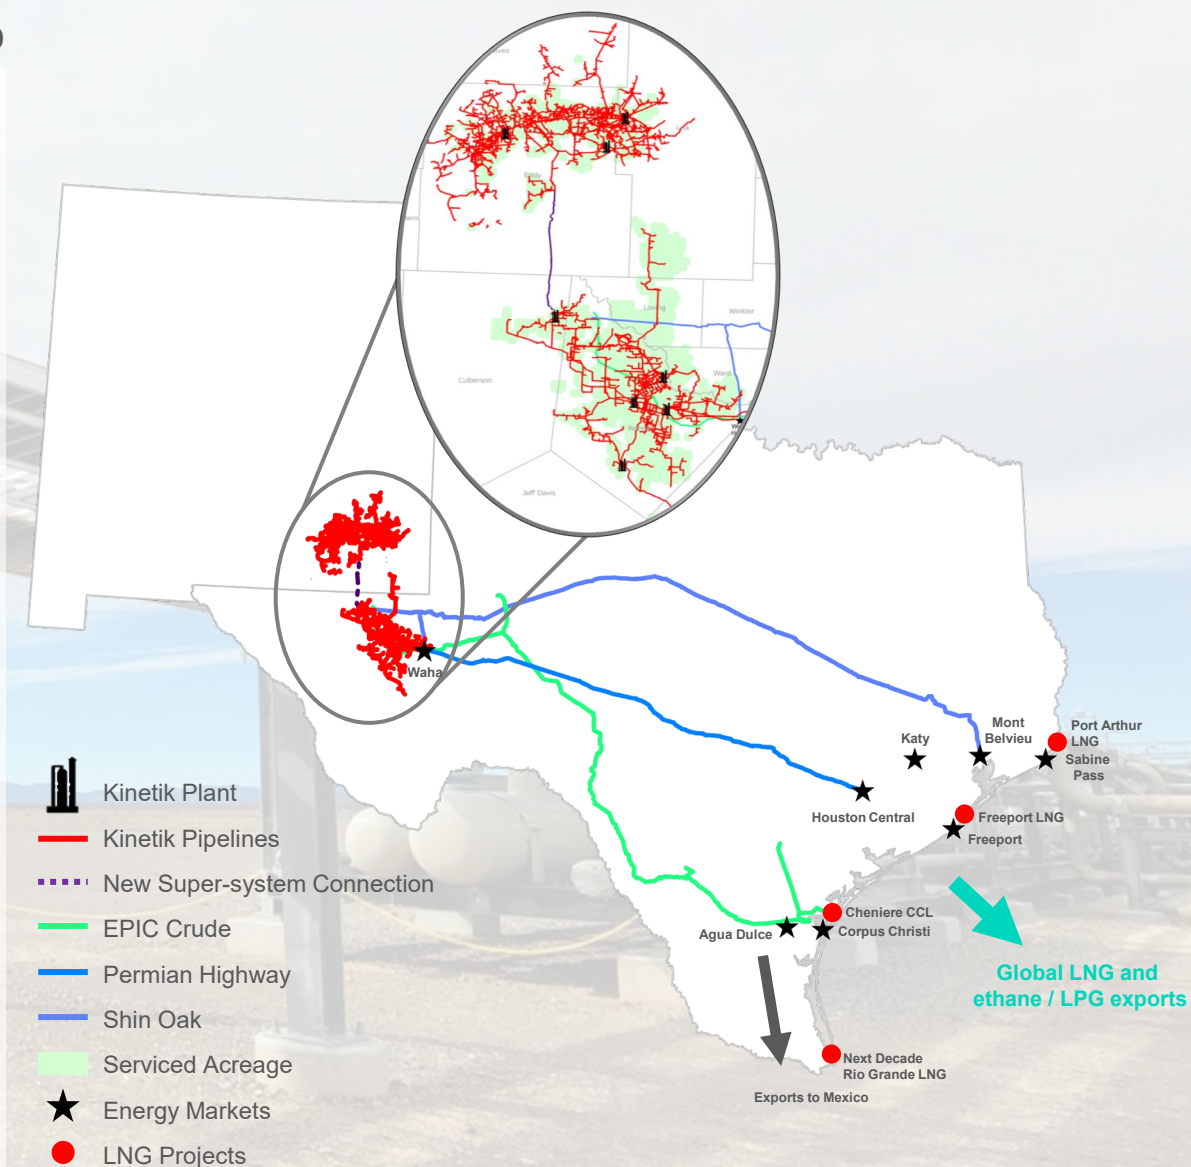 Eddy
Lea
Loving
Winkler
Culberson
Ward
Jeff Davis
Waha
Katy
Mont
Belvieu
Port Arthur
LNG
Sabine
Pass
Houston Central
Freeport LNG
Freeport
Agua Dulce
Cheniere CCL
Corpus Christi
Global LNG and
ethane / LPG exports
Next Decade
Rio Grande LNG
Exports to Mexico
Kinetik Plant
Kinetik Pipelines
New Super-system Connection
EPIC Crude
Permian Highway
Shin Oak
Serviced Acreage
Energy Markets
LNG Projects